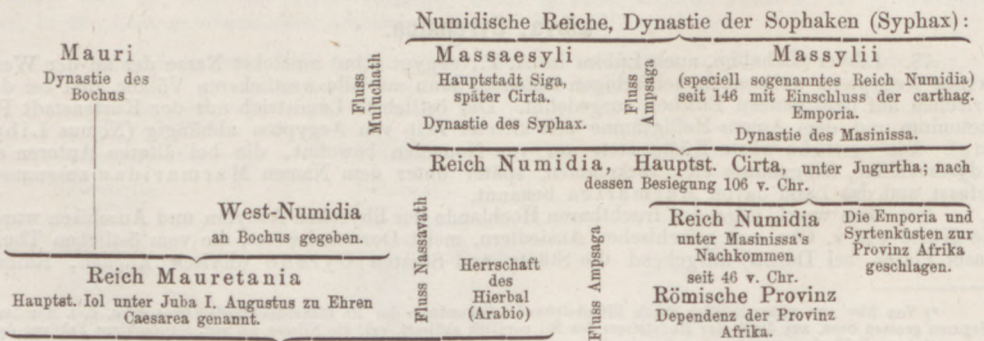 Numidische Reiche, Dynastie der Sophaken (Syphax):
Mauri
Dynastie des
Bochus.
Fluss
Muluchath
Massaesyli
Hauptstadt Siga,
später Cirta.
Dynastie des Syphax.
Fluss
Ampsaga
Massylii
(speciell sogenanntes Reich Numidia)
seit 146 mit Einschluss der carthag.
Emporia.
Dynastie des Masinissa.
Reich Numidia, Hauptst. Cirta, unter Jugurtha; nach
dessen Besiegung 106 v. Chr.
West-Numidia
an Bochus gegeben.
Fluss Nassavath
Reich Numidia
unter Masinissa's
Nachkommen
seit 46 v. Chr.
Römische Provinz
Dependenz der Provinz
Afrika.
Die Emporia und
Syrtenküsten zur
Provinz Afrika
geschlagen.
Reich Mauretania
Hauptst. Iol unter Juba I. Augustus zu Ehren
Caesarea genannt.
Herrschaft
des
Hierbal
(Arabio)
Fluss Ampsaga